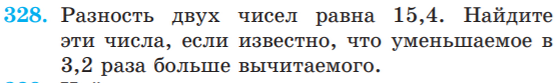 328. Разность двух чисел равна 15,4. Найдите
эти числа, если известно, что уменьшаемое в
3,2 раза больше вычитаемого.